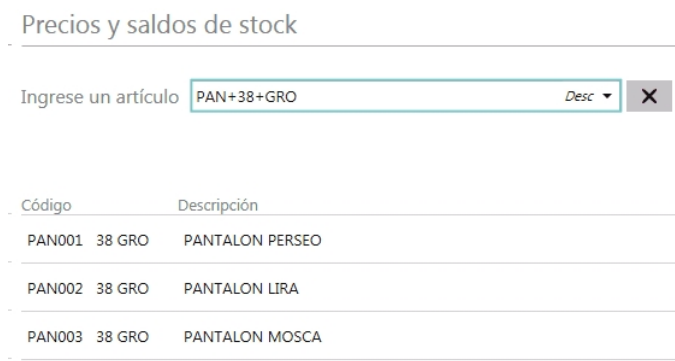 Precios y saldos de stock
Ingrese un artículo PAN+38+GRO Desc
Código Descripción
PAN001 38 GRO PANTALON PERSEO
PAN002 38 GRO PANTALON LIRA
PAN003 38 GRO PANTALON MOSCA